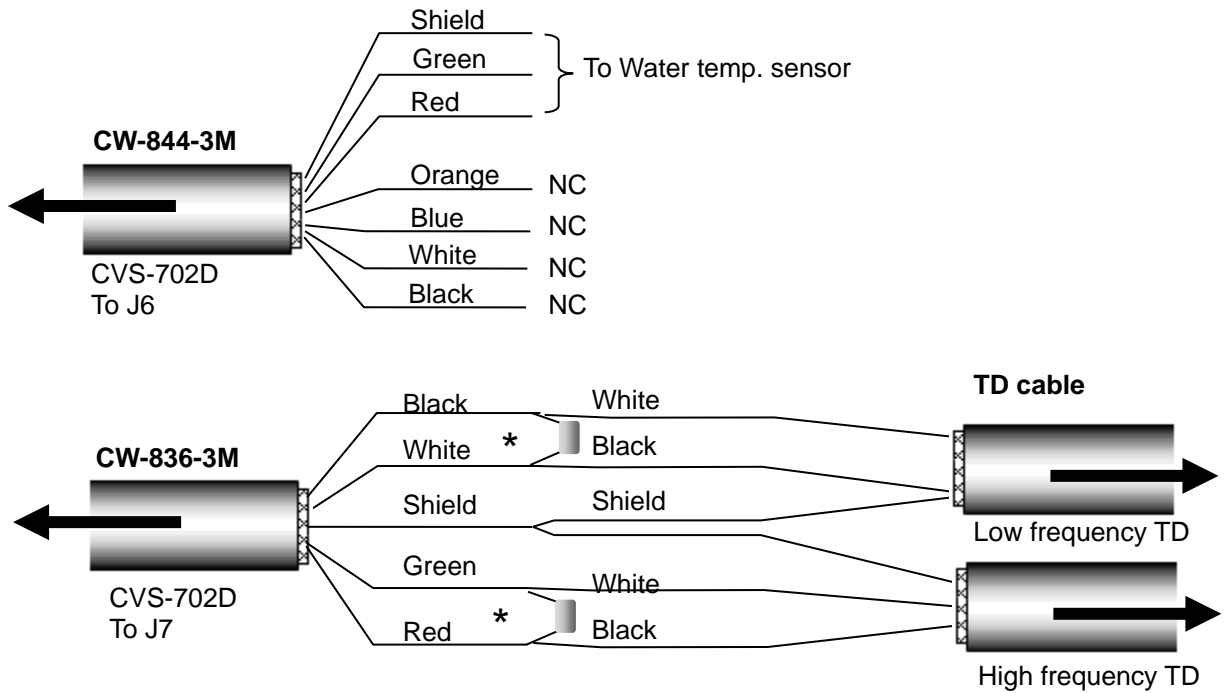 Shield
Green
To Water temp. sensor
Red
CW-844-3M
Orange NC
Blue NC
White NC
Black NC
CVS-702D
To J6
TD cable
Black White
White * Black
CW-836-3M
Shield Shield
Low frequency TD
Green White
CVS-702D
To J7
Red * Black
High frequency TD